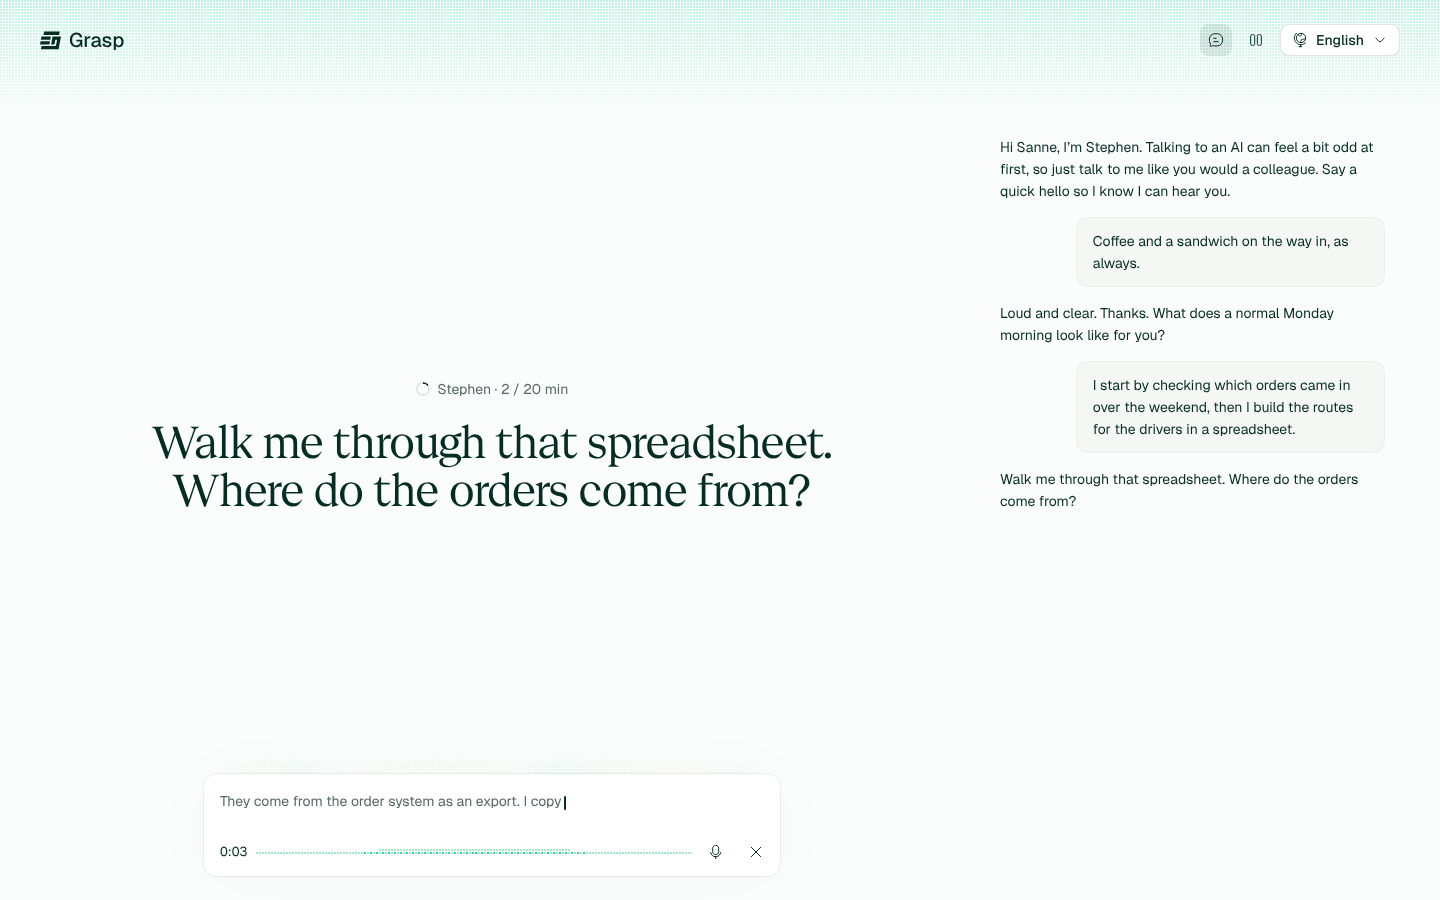 Grasp
English
Hi Sanne, I’m Stephen. Talking to an AI can feel a bit odd at
first, so just talk to me like you would a colleague. Say a
quick hello so I know I can hear you.
Coffee and a sandwich on the way in, as
always.
Loud and clear. Thanks. What does a normal Monday
morning look like for you?
I start by checking which orders came in
over the weekend, then I build the routes
for the drivers in a spreadsheet.
Walk me through that spreadsheet. Where do the orders
come from?
Stephen · 2 / 20 min
Walk me through that spreadsheet.
Where do the orders come from?
They come from the order system as an export. I copy
0:03